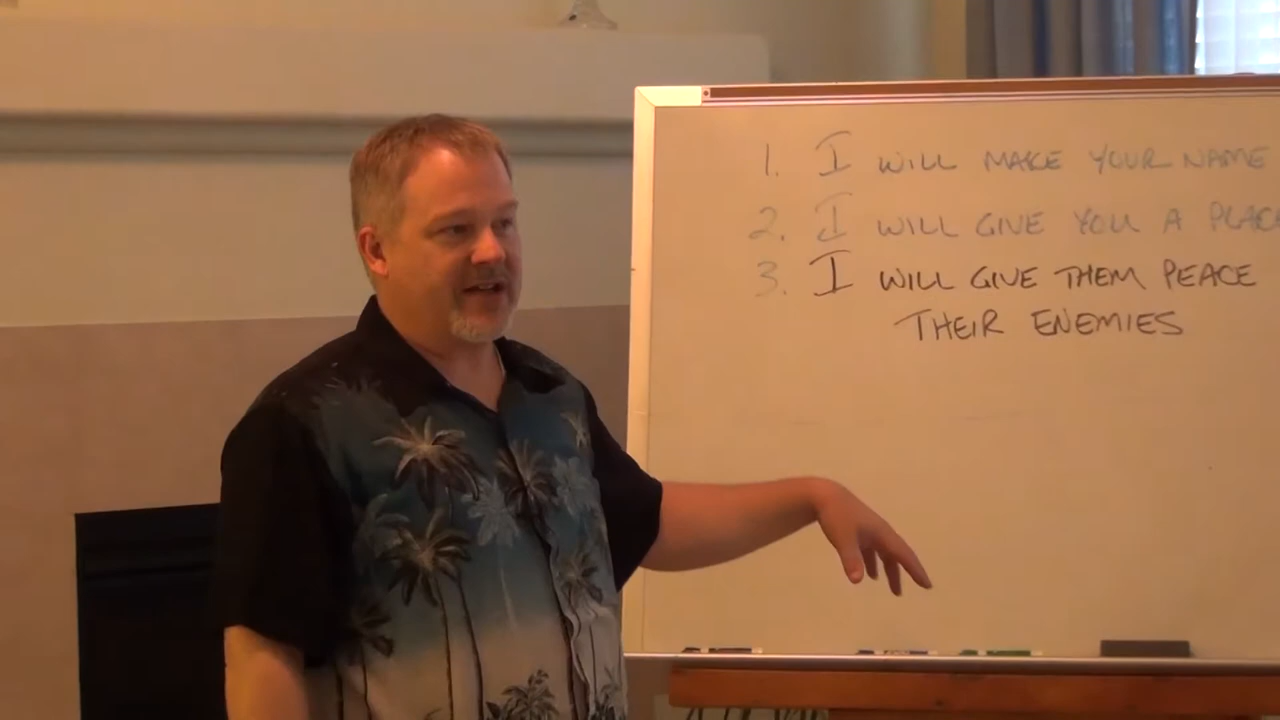 1. I WILL MAKE YOUR NAME
2. I WILL GIVE YOU A
3. I WILL GIVE THEM PEACE
THEIR ENEMIES